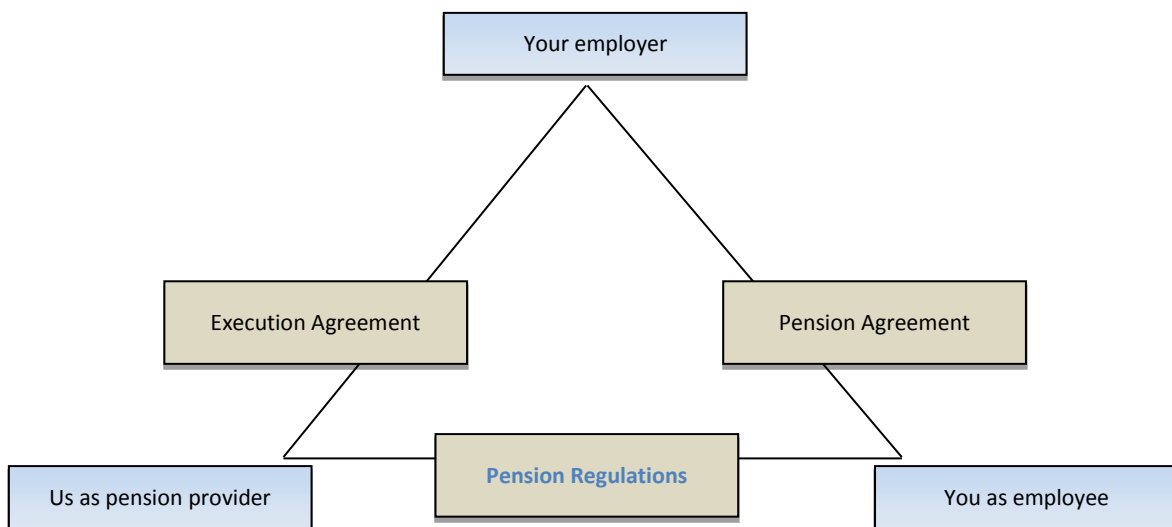 Your employer
Execution Agreement
Pension Agreement
Pension Regulations
Us as pension provider
You as employee